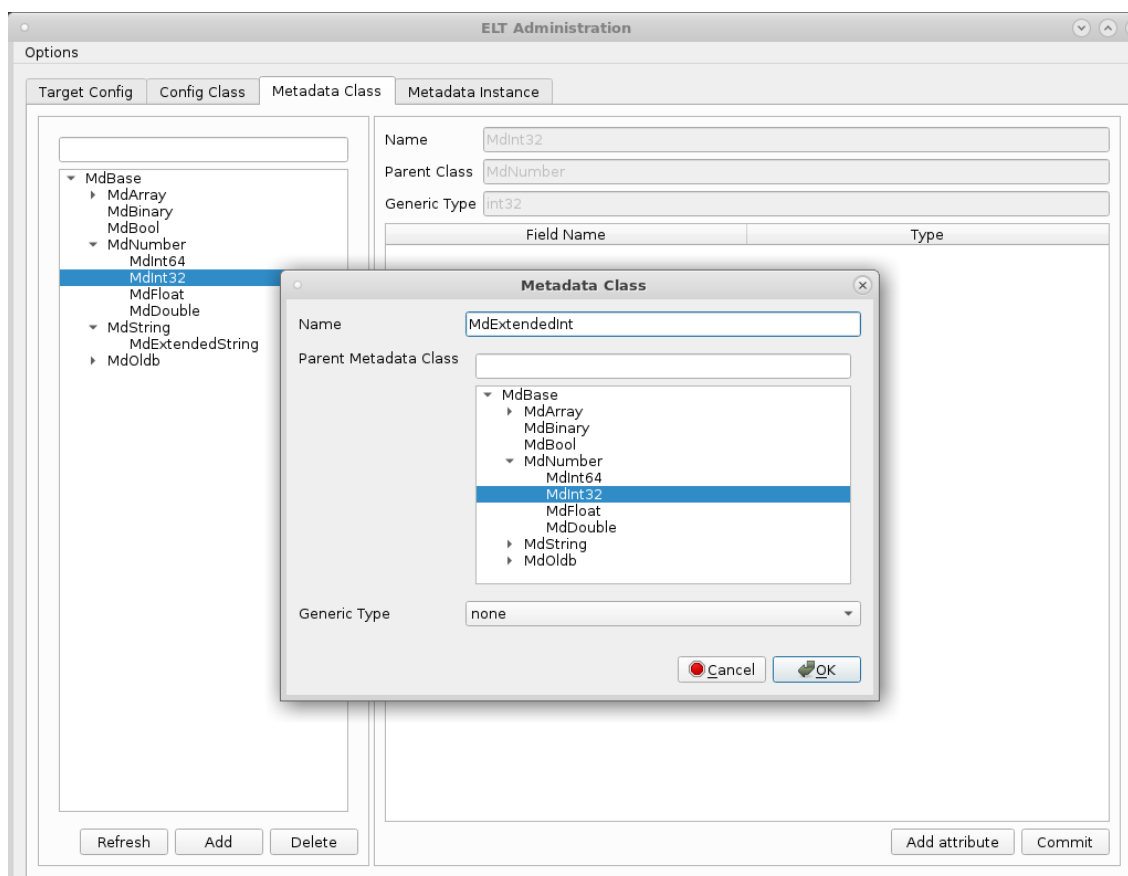 ELT Administration
Options
Target Config
Config Class
Metadata Class
Metadata Instance
MdBase
MdArray
MdBinary
MdBool
MdNumber
MdInt64
MdInt32
MdFloat
MdDouble
MdString
MdExtendedString
MdOldb
Name MdInt32
Parent Class MdNumber
Generic Type int32
Field Name Type
Metadata Class
Name MdExtendedInt
Parent Metadata Class
MdBase
MdArray
MdBinary
MdBool
MdNumber
MdInt64
MdInt32
MdFloat
MdDouble
MdString
MdOldb
Generic Type none
Cancel OK
Refresh Add Delete
Add attribute Commit